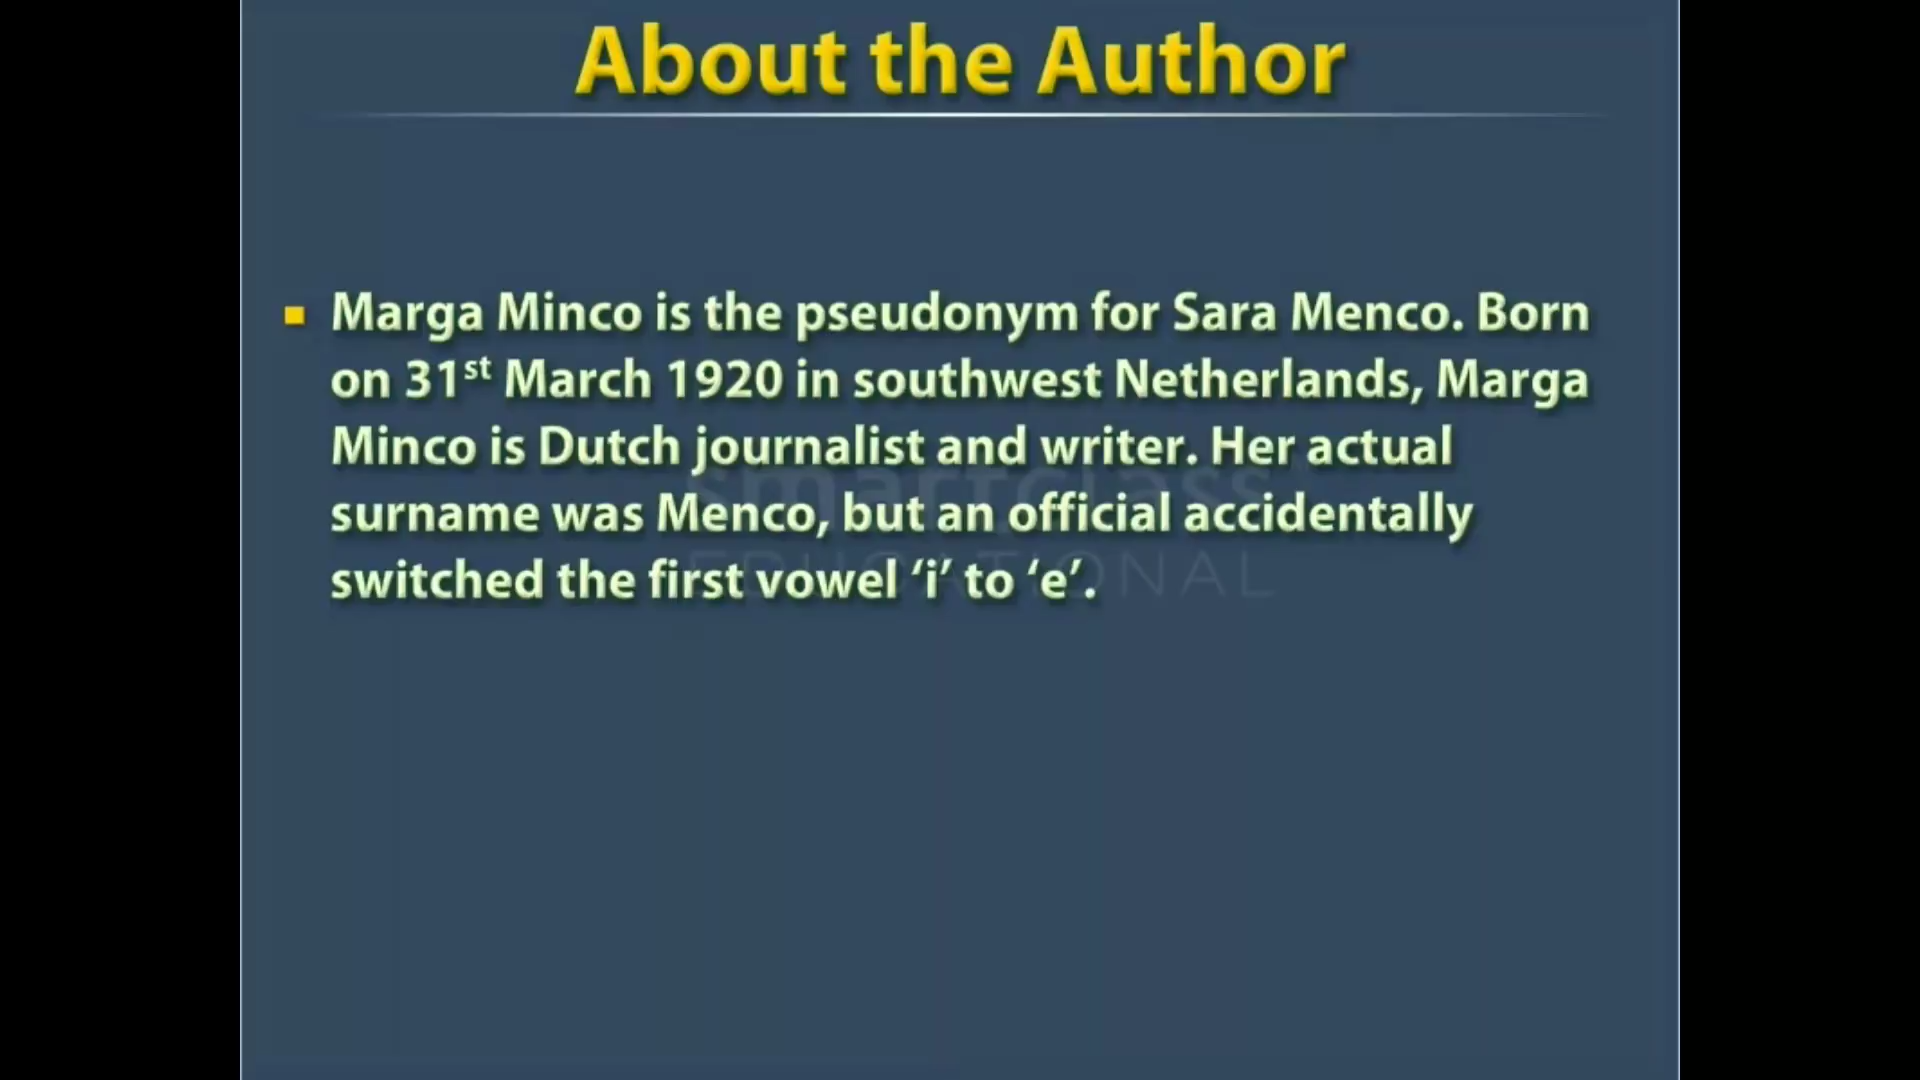 About the Author
Marga Minco is the pseudonym for Sara Menco. Born
on 31st March 1920 in southwest Netherlands, Marga
Minco is Dutch journalist and writer. Her actual
surname was Menco, but an official accidentally
switched the first vowel ‘i’ to ‘e’.
smartclass
EDUCATIONAL